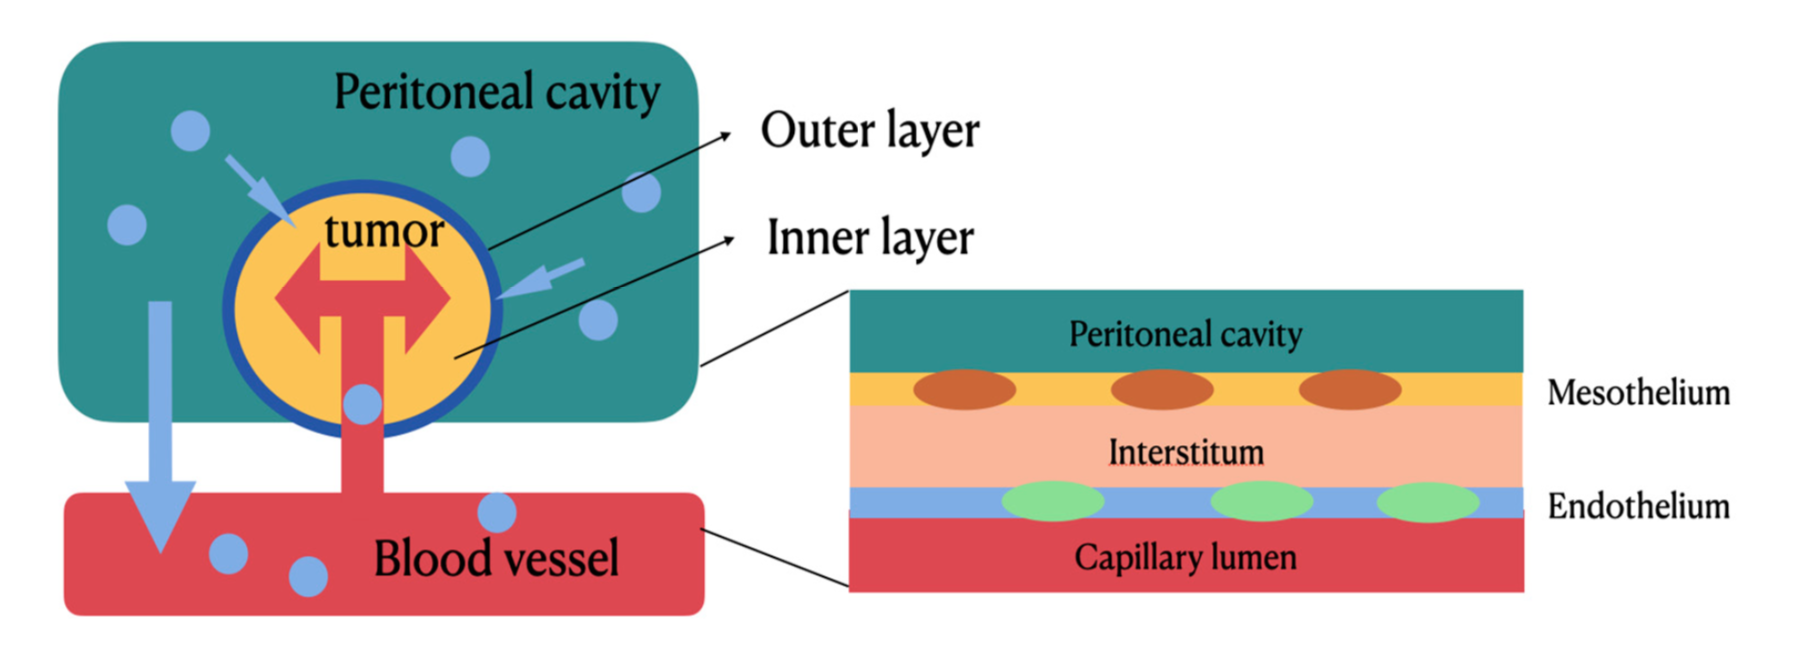 Peritoneal cavity
tumor
Outer layer
Inner layer
Blood vessel
Peritoneal cavity
Mesothelium
Interstitum
Endothelium
Capillary lumen